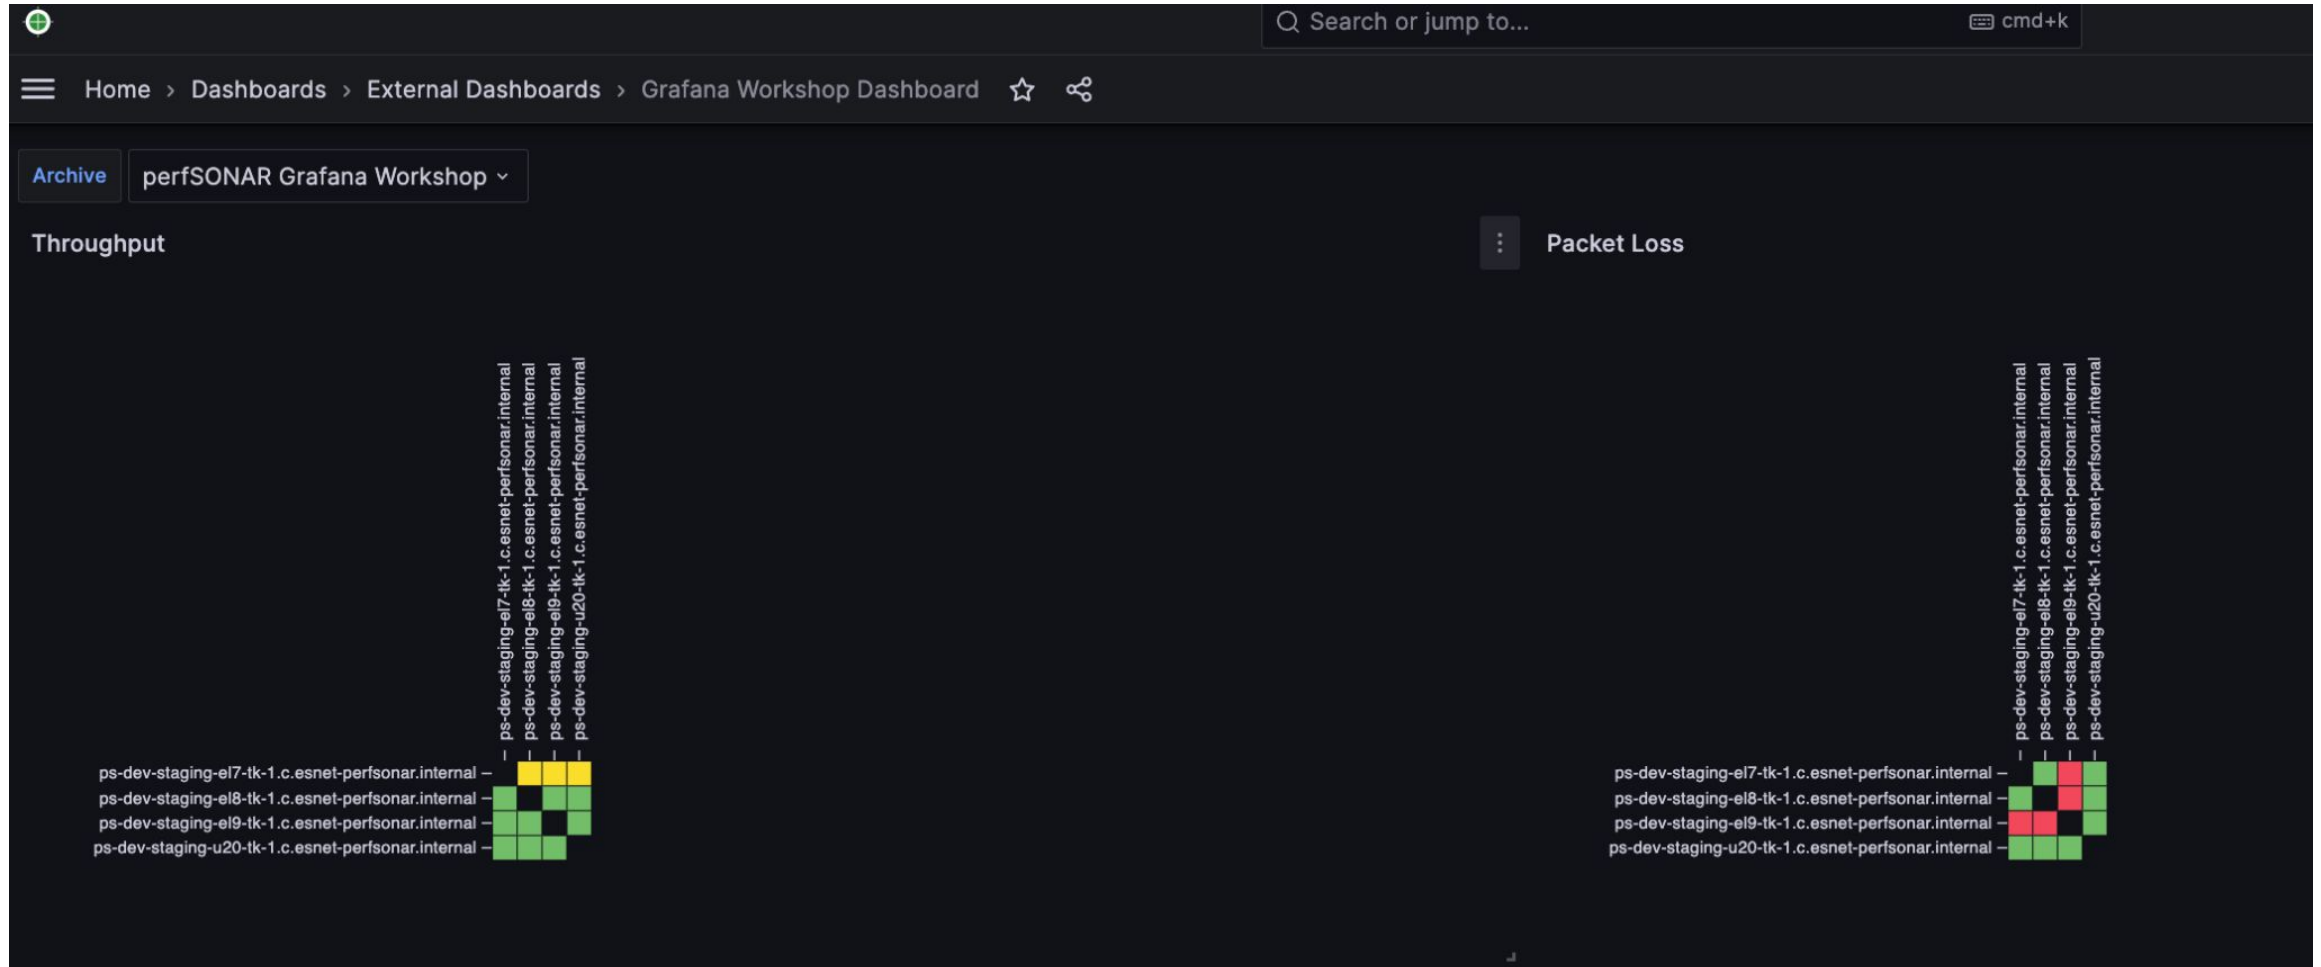 Search or jump to...
cmd+k
Home › Dashboards › External Dashboards › Grafana Workshop Dashboard
Archive
perfSONAR Grafana Workshop
Throughput
ps-dev-staging-el7-tk-1.c.esnet-perfsonar.internal
ps-dev-staging-el8-tk-1.c.esnet-perfsonar.internal
ps-dev-staging-el9-tk-1.c.esnet-perfsonar.internal
ps-dev-staging-u20-tk-1.c.esnet-perfsonar.internal
ps-dev-staging-el7-tk-1.c.esnet-perfsonar.internal
ps-dev-staging-el8-tk-1.c.esnet-perfsonar.internal
ps-dev-staging-el9-tk-1.c.esnet-perfsonar.internal
ps-dev-staging-u20-tk-1.c.esnet-perfsonar.internal
Packet Loss
ps-dev-staging-el7-tk-1.c.esnet-perfsonar.internal
ps-dev-staging-el8-tk-1.c.esnet-perfsonar.internal
ps-dev-staging-el9-tk-1.c.esnet-perfsonar.internal
ps-dev-staging-u20-tk-1.c.esnet-perfsonar.internal
ps-dev-staging-el7-tk-1.c.esnet-perfsonar.internal
ps-dev-staging-el8-tk-1.c.esnet-perfsonar.internal
ps-dev-staging-el9-tk-1.c.esnet-perfsonar.internal
ps-dev-staging-u20-tk-1.c.esnet-perfsonar.internal